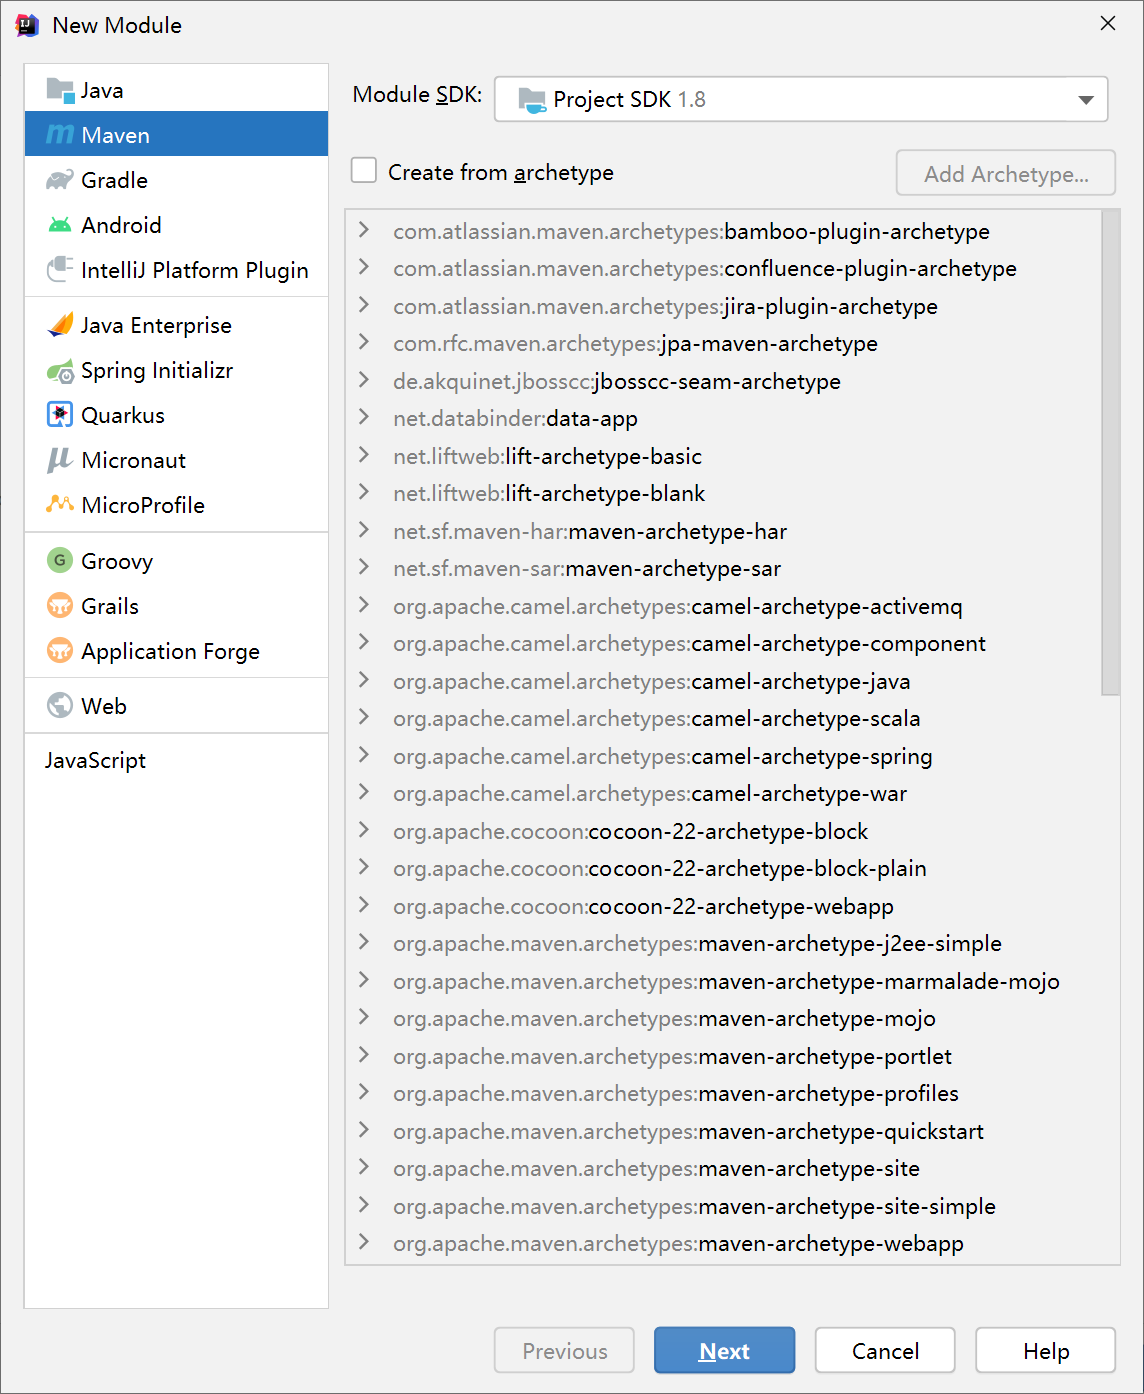 New Module
Java
Maven
Gradle
Android
IntelliJ Platform Plugin
Java Enterprise
Spring Initializr
Quarkus
Micronaut
MicroProfile
Groovy
Grails
Application Forge
Web
JavaScript
Module SDK: Project SDK 1.8
Create from archetype Add Archetype...
com.atlassian.maven.archetypes:bamboo-plugin-archetype
com.atlassian.maven.archetypes:confluence-plugin-archetype
com.atlassian.maven.archetypes:jira-plugin-archetype
com.rfc.maven.archetypes:jpa-maven-archetype
de.akquinet.jbosscc:jbosscc-seam-archetype
net.databinder:data-app
net.liftweb:lift-archetype-basic
net.liftweb:lift-archetype-blank
net.sf.maven-har:maven-archetype-har
net.sf.maven-sar:maven-archetype-sar
org.apache.camel.archetypes:camel-archetype-activemq
org.apache.camel.archetypes:camel-archetype-component
org.apache.camel.archetypes:camel-archetype-java
org.apache.camel.archetypes:camel-archetype-scala
org.apache.camel.archetypes:camel-archetype-spring
org.apache.camel.archetypes:camel-archetype-war
org.apache.cocoon:cocoon-22-archetype-block
org.apache.cocoon:cocoon-22-archetype-block-plain
org.apache.cocoon:cocoon-22-archetype-webapp
org.apache.maven.archetypes:maven-archetype-j2ee-simple
org.apache.maven.archetypes:maven-archetype-marmalade-mojo
org.apache.maven.archetypes:maven-archetype-mojo
org.apache.maven.archetypes:maven-archetype-portlet
org.apache.maven.archetypes:maven-archetype-profiles
org.apache.maven.archetypes:maven-archetype-quickstart
org.apache.maven.archetypes:maven-archetype-site
org.apache.maven.archetypes:maven-archetype-site-simple
org.apache.maven.archetypes:maven-archetype-webapp
Previous Next Cancel Help